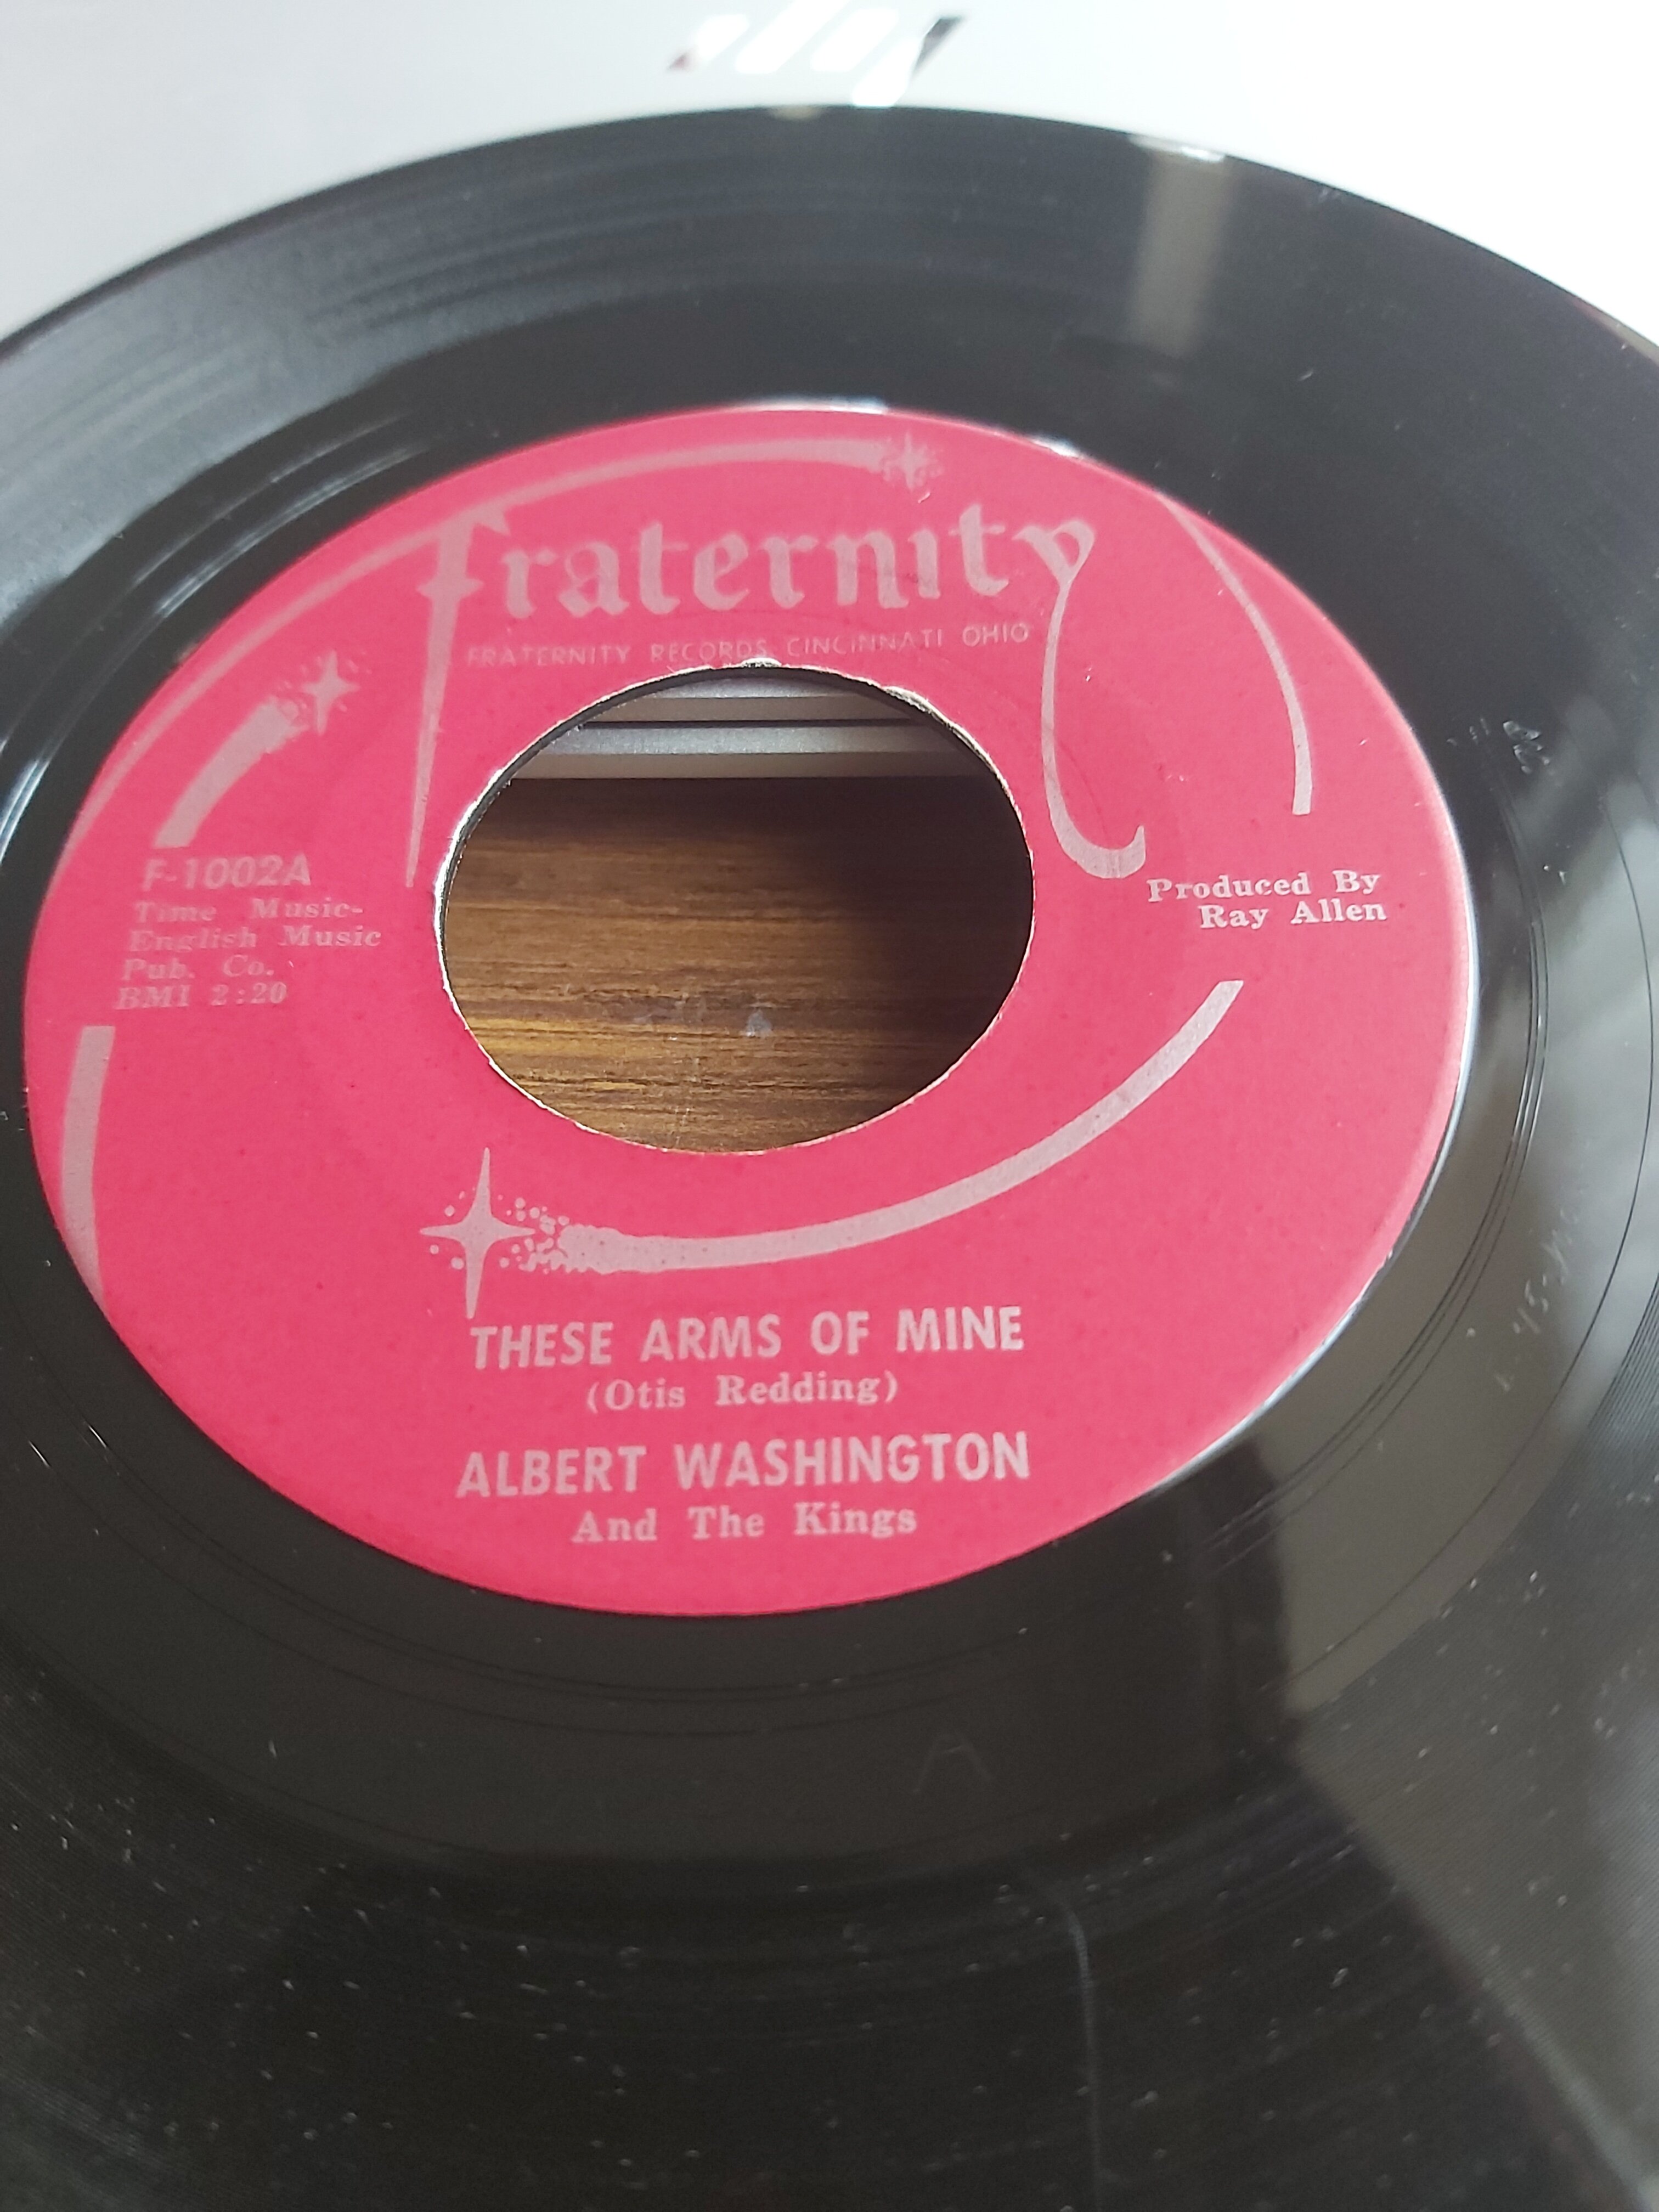 Fraternity
FRATERNITY RECORDS CINCINNATI OHIO
F-1002A
Time Music-
English Music
Pub. Co.
BMI 2:20
Produced By
Ray Allen
THESE ARMS OF MINE
(Otis Redding)
ALBERT WASHINGTON
And The Kings
A